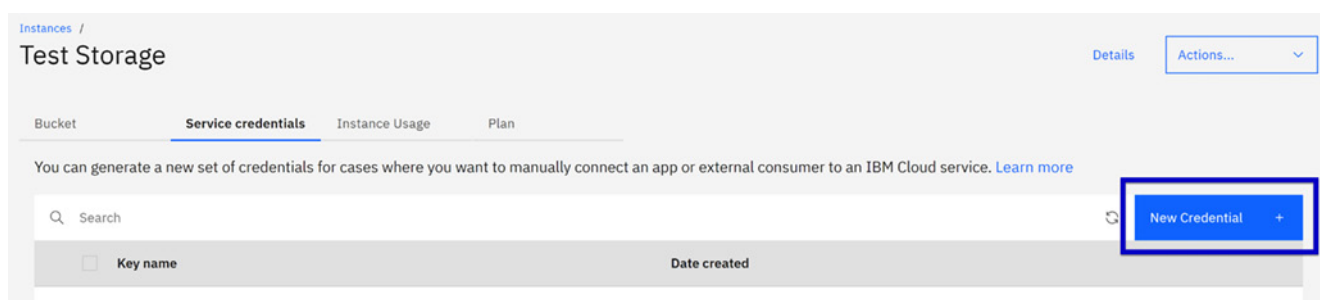 Instances /
Test Storage
Details
Actions...
Bucket
Service credentials
Instance Usage
Plan
You can generate a new set of credentials for cases where you want to manually connect an app or external consumer to an IBM Cloud service. Learn more
Search
New Credential +
Key name
Date created